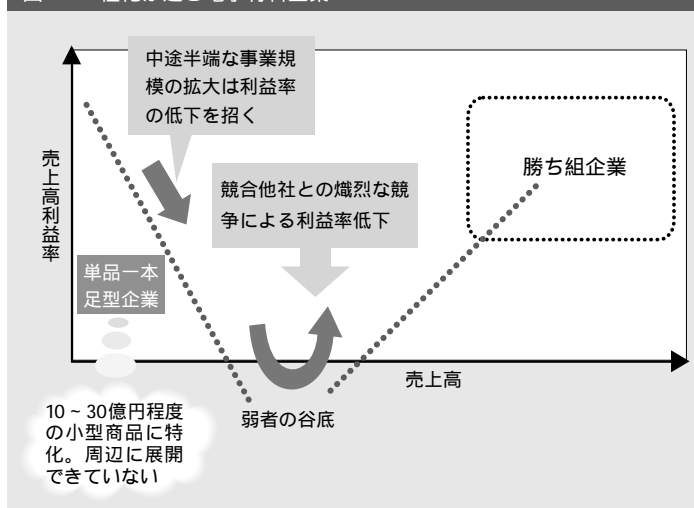 中途半端な事業規
模の拡大は利益率
の低下を招く
売上高利益率
競合他社との熾烈な競
争による利益率低下
勝ち組企業
単品一本
足型企業
売上高
弱者の谷底
10~30億円程度
の小型商品に特
化。周辺に展開
できていない